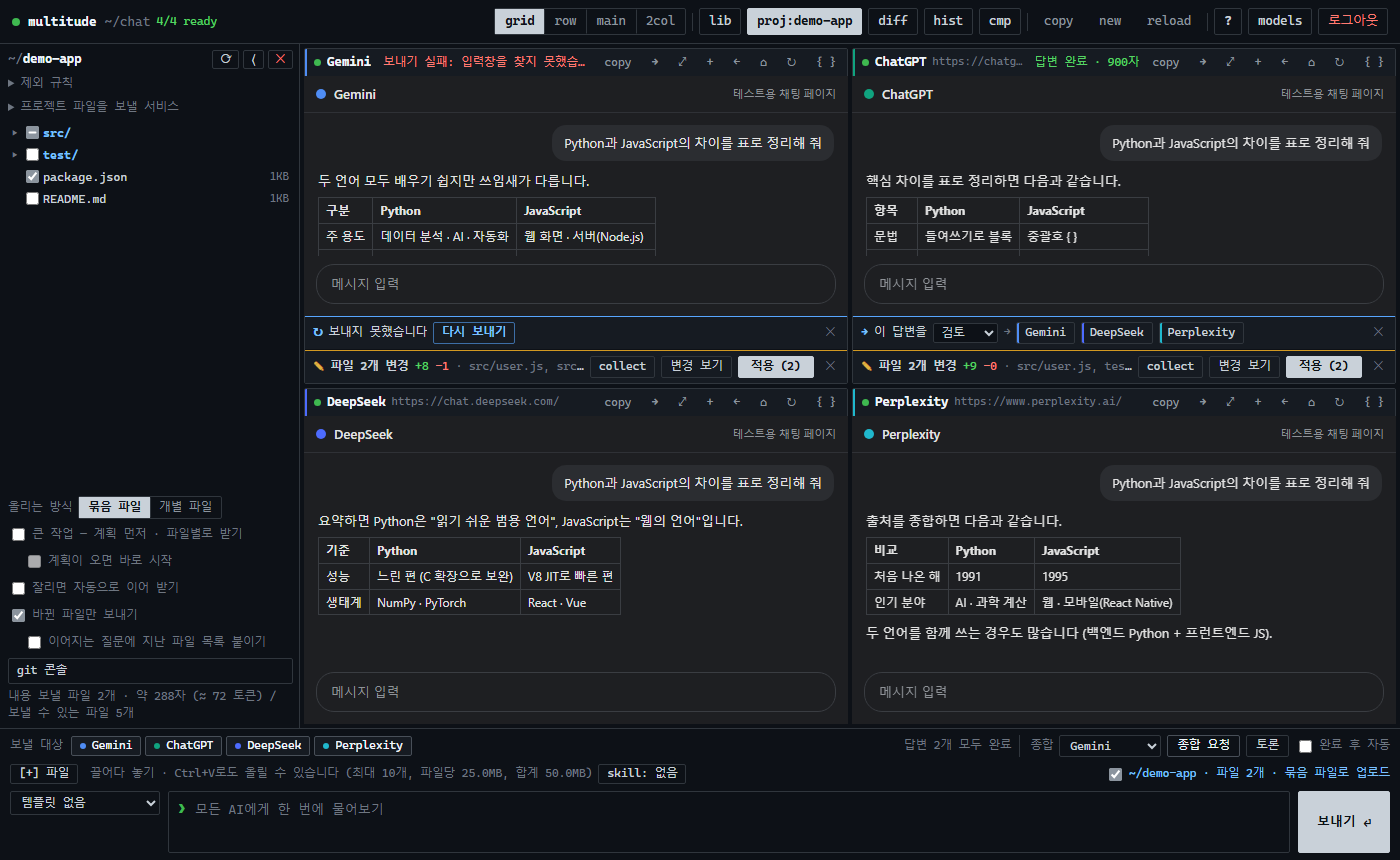 multitude ~/chat 4/4 ready
grid row main 2col lib proj:demo-app diff hist cmp copy new reload ? models 로그아웃
~/demo-app
제외 규칙
프로젝트 파일을 보낼 서비스
src/
test/
package.json 1KB
README.md 1KB
올리는 방식 묶음 파일 개별 파일
큰 작업 — 계획 먼저 · 파일별로 받기
계획이 오면 바로 시작
잘리면 자동으로 이어 받기
바뀐 파일만 보내기
이어지는 질문에 지난 파일 목록 붙이기
git 콘솔
내용 보낼 파일 2개 · 약 288자 (≈ 72 토큰) /
보낼 수 있는 파일 5개
Gemini 보내기 실패: 입력창을 찾지 못했습… copy
Gemini 테스트용 채팅 페이지
Python과 JavaScript의 차이를 표로 정리해 줘
두 언어 모두 배우기 쉽지만 쓰임새가 다릅니다.
구분 Python JavaScript
주 용도 데이터 분석 · AI · 자동화 웹 화면 · 서버(Node.js)
메시지 입력
↻ 보내지 못했습니다 다시 보내기
파일 2개 변경 +8 −1 · src/user.js, src… collect 변경 보기 적용 (2)
ChatGPT https://chatg… 답변 완료 · 900자 copy
ChatGPT 테스트용 채팅 페이지
Python과 JavaScript의 차이를 표로 정리해 줘
핵심 차이를 표로 정리하면 다음과 같습니다.
항목 Python JavaScript
문법 들여쓰기로 블록 중괄호 { }
메시지 입력
→ 이 답변을 검토 → Gemini DeepSeek Perplexity
파일 2개 변경 +9 −0 · src/user.js, tes… collect 변경 보기 적용 (2)
DeepSeek https://chat.deepseek.com/ copy
DeepSeek 테스트용 채팅 페이지
Python과 JavaScript의 차이를 표로 정리해 줘
요약하면 Python은 "읽기 쉬운 범용 언어", JavaScript는 "웹의 언어"입니다.
기준 Python JavaScript
성능 느린 편 (C 확장으로 보완) V8 JIT로 빠른 편
생태계 NumPy · PyTorch React · Vue
메시지 입력
Perplexity https://www.perplexity.ai/ copy
Perplexity 테스트용 채팅 페이지
Python과 JavaScript의 차이를 표로 정리해 줘
출처를 종합하면 다음과 같습니다.
비교 Python JavaScript
처음 나온 해 1991 1995
인기 분야 AI · 과학 계산 웹 · 모바일(React Native)
두 언어를 함께 쓰는 경우도 많습니다 (백엔드 Python + 프런트엔드 JS).
메시지 입력
보낼 대상 Gemini ChatGPT DeepSeek Perplexity 답변 2개 모두 완료 종합 Gemini 종합 요청 토론 완료 후 자동
[+] 파일 끌어다 놓기 · Ctrl+V로도 올릴 수 있습니다 (최대 10개, 파일당 25.0MB, 합계 50.0MB) skill: 없음 ~/demo-app · 파일 2개 · 묶음 파일로 업로드
템플릿 없음 ❯ 모든 AI에게 한 번에 물어보기 보내기 ↵